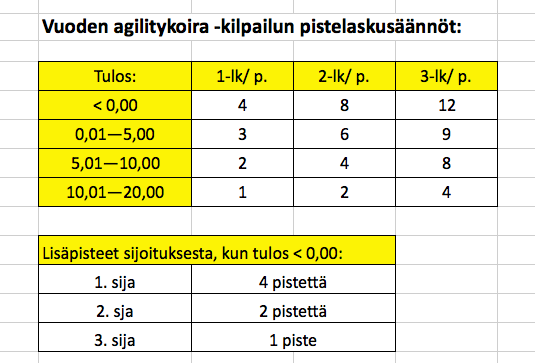 Vuoden agilitykoira -kilpailun pistelaskusäännöt:
Tulos: 1-lk/ p. 2-lk/ p. 3-lk/ p.
< 0,00 4 8 12
0,01—5,00 3 6 9
5,01—10,00 2 4 8
10,01—20,00 1 2 4
Lisäpisteet sijoituksesta, kun tulos < 0,00:
1. sija 4 pistettä
2. sja 2 pistettä
3. sija 1 piste